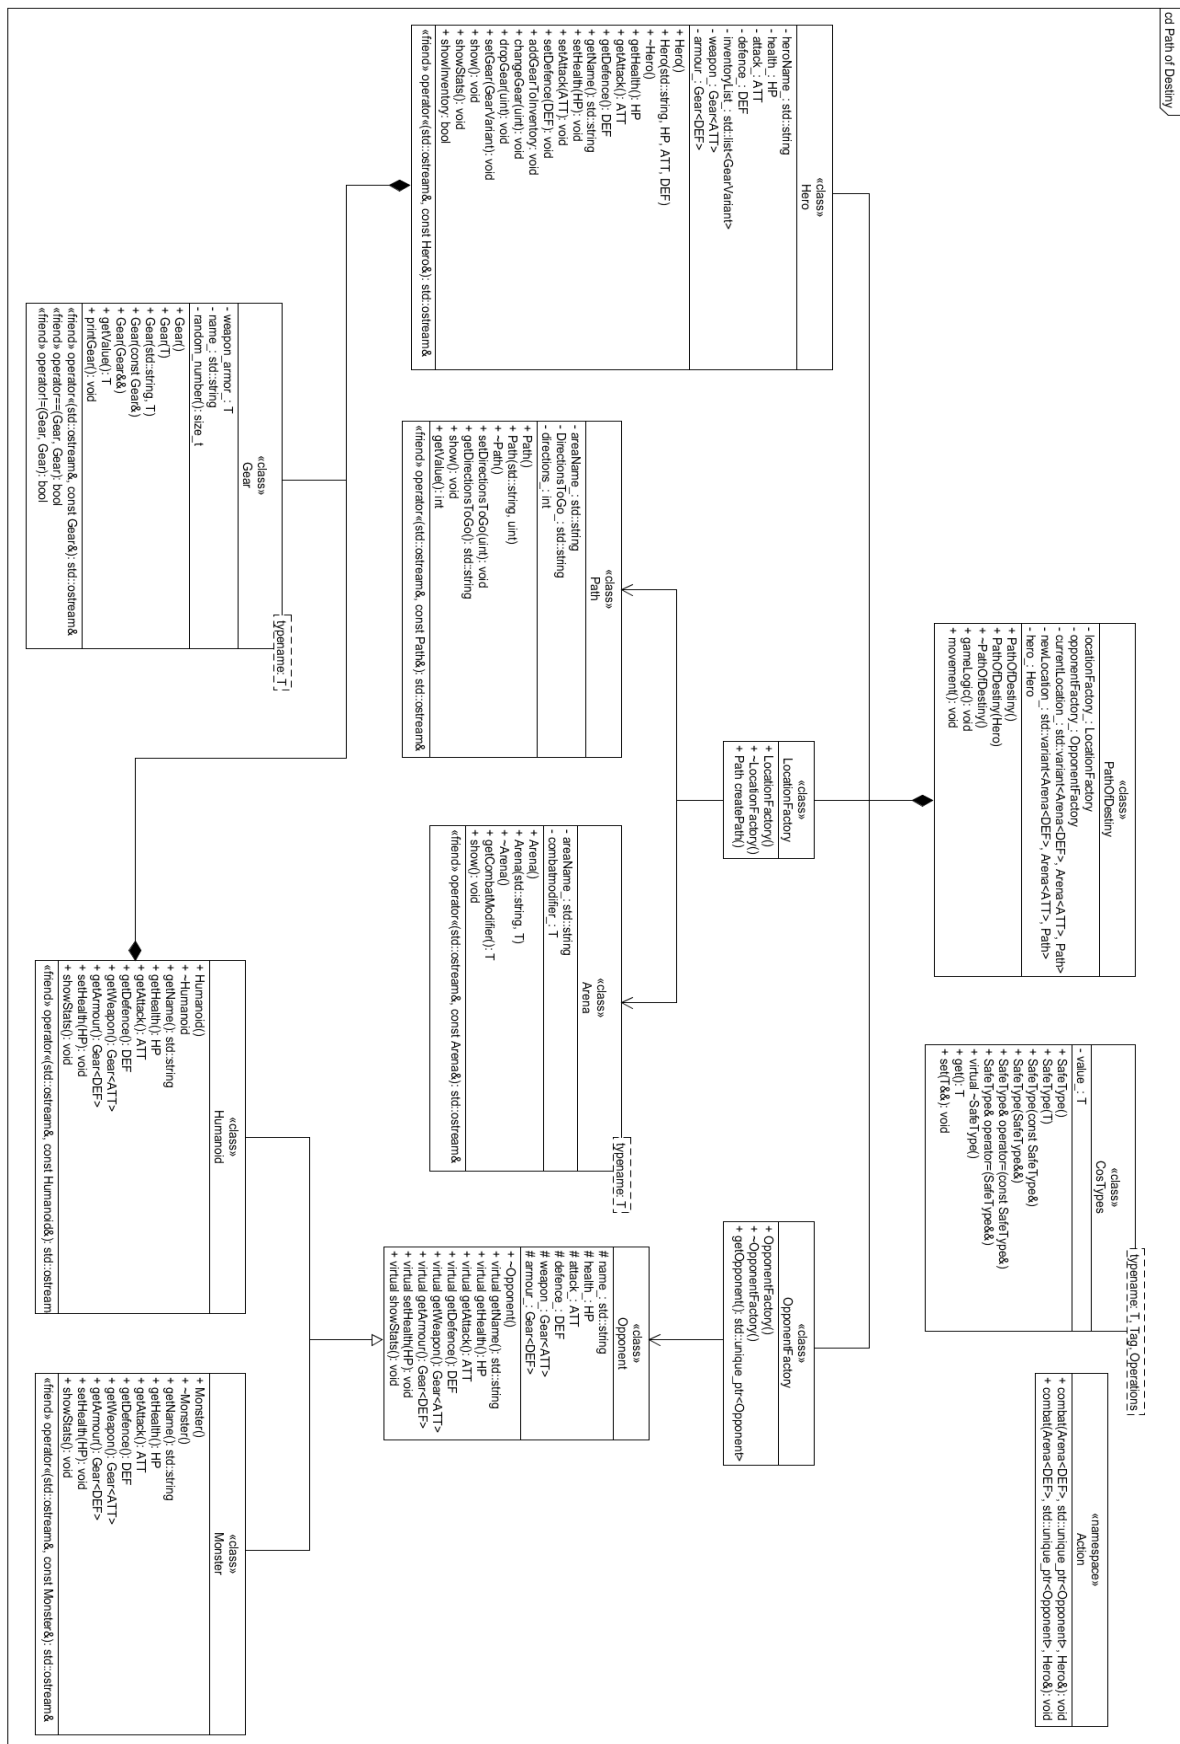 cd Path of Destiny
«class»
PathOfDestiny
- locationFactory_: LocationFactory
- opponentFactory_: OpponentFactory
- currentLocation_: std::variant<Arena<DEF>, Arena<ATT>, Path>
- newLocation_: std::variant<Arena<DEF>, Arena<ATT>, Path>
- hero_: Hero
+ PathOfDestiny()
+ PathOfDestiny(Hero)
+ ~PathOfDestiny()
+ gameLogic(): void
+ movement(): void
«class»
CosTypes
typename: T, Tag, Operations
- value_: T
+ SafeType()
+ SafeType(T)
+ SafeType(const SafeType&)
+ SafeType(SafeType&&)
+ SafeType& operator=(const SafeType&)
+ SafeType& operator=(SafeType&&)
+ virtual ~SafeType()
+ get(): T
+ set(T&&): void
«namespace»
Action
+ combat(Arena<DEF>, std::unique_ptr<Opponent>, Hero&): void
+ combat(Arena<DEF>, std::unique_ptr<Opponent>, Hero&): void
«class»
Hero
- heroName_: std::string
- health_: HP
- attack_: ATT
- defence_: DEF
- inventoryList_: std::list<GearVariant>
- weapon_: Gear<ATT>
- armour_: Gear<DEF>
+ Hero()
+ Hero(std::string, HP, ATT, DEF)
+ ~Hero()
+ getHealth(): HP
+ getAttack(): ATT
+ getDefence(): DEF
+ getName(): std::string
+ setHealth(HP): void
+ setAttack(ATT): void
+ setDefence(DEF): void
+ addGearToInventory: void
+ changeGear(uint): void
+ dropGear(uint): void
+ setGear(GearVariant): void
+ show(): void
+ showStats(): void
+ showInventory: bool
«friend» operator«(std::ostream&, const Hero&): std::ostream&
«class»
LocationFactory
+ LocationFactory()
+ ~LocationFactory()
+ Path createPath()
«class»
OpponentFactory
+ OpponentFactory()
+ ~OpponentFactory()
+ getOpponent(): std::unique_ptr<Opponent>
«class»
Path
- areaName_: std::string
- DirectionsToGo_: std::string
- directions_: int
+ Path()
+ Path(std::string, uint)
+ ~Path()
+ setDirectionsToGo(uint): void
+ getDirectionsToGo(): std::string
+ show(): void
+ getValue(): int
«friend» operator«(std::ostream&, const Path&): std::ostream&
«class»
Arena
typename: T
- areaName_: std::string
- combatmodifier_: T
+ Arena()
+ Arena(std::string, T)
+ ~Arena()
+ getCombatModifier(): T
+ show(): void
«friend» operator«(std::ostream&, const Arena&): std::ostream&
«class»
Opponent
# name_: std::string
# health_: HP
# attack_: ATT
# defence_: DEF
# weapon_: Gear<ATT>
# armour_: Gear<DEF>
+ ~Opponent()
+ virtual getName(): std::string
+ virtual getHealth(): HP
+ virtual getAttack(): ATT
+ virtual getDefence(): DEF
+ virtual getWeapon(): Gear<ATT>
+ virtual getArmour(): Gear<DEF>
+ virtual setHealth(HP): void
+ virtual showStats(): void
«class»
Gear
typename: T
- weapon_armor_: T
- name_: std::string
- random_number(): size_t
+ Gear()
+ Gear(T)
+ Gear(std::string, T)
+ Gear(const Gear&)
+ Gear(Gear&&)
+ getValue(): T
+ printGear(): void
«friend» operator«(std::ostream&, const Gear&): std::ostream&
«friend» operator==(Gear, Gear): bool
«friend» operator!=(Gear, Gear): bool
«class»
Humanoid
+ Humanoid()
+ ~Humanoid
+ getName(): std::string
+ getHealth(): HP
+ getAttack(): ATT
+ getDefence(): DEF
+ getWeapon(): Gear<ATT>
+ getArmour(): Gear<DEF>
+ setHealth(HP): void
+ showStats(): void
«friend» operator«(std::ostream&, const Humanoid&): std::ostream
«class»
Monster
+ Monster()
+ ~Monster()
+ getName(): std::string
+ getHealth(): HP
+ getAttack(): ATT
+ getDefence(): DEF
+ getWeapon(): Gear<ATT>
+ getArmour(): Gear<DEF>
+ setHealth(HP): void
+ showStats(): void
«friend» operator«(std::ostream&, const Monster&): std::ostream&